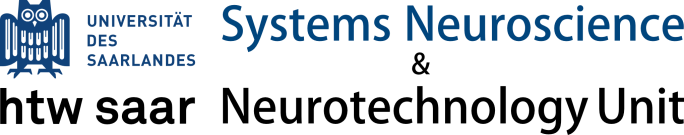 UNIVERSITÄT
DES
SAARLANDES
htw saar
Systems Neuroscience
&
Neurotechnology Unit